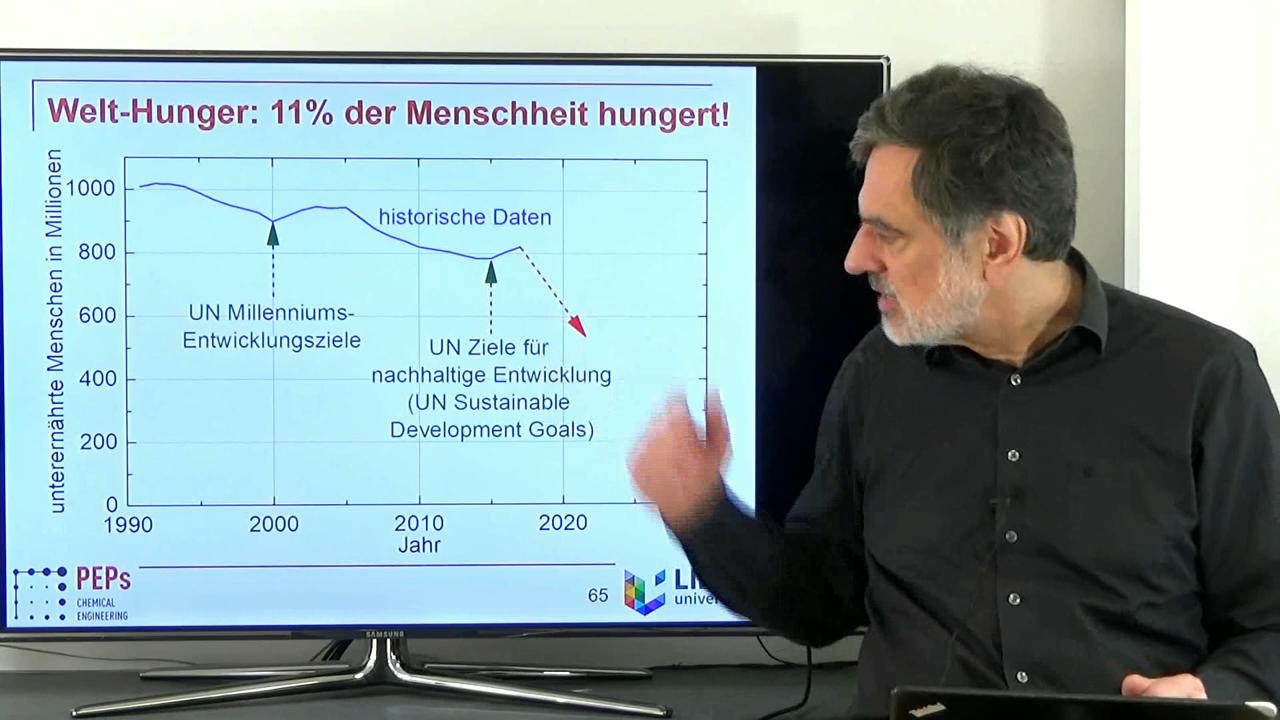 Welt-Hunger: 11% der Menschheit hungert!
unterernährte Menschen in Millionen
1000
800
600
400
200
0
historische Daten
UN Millenniums-
Entwicklungsziele
UN Ziele für
nachhaltige Entwicklung
(UN Sustainable
Development Goals)
1990 2000 2010 2020
Jahr
PEPs
CHEMICAL
ENGINEERING
65
SAMSUNG